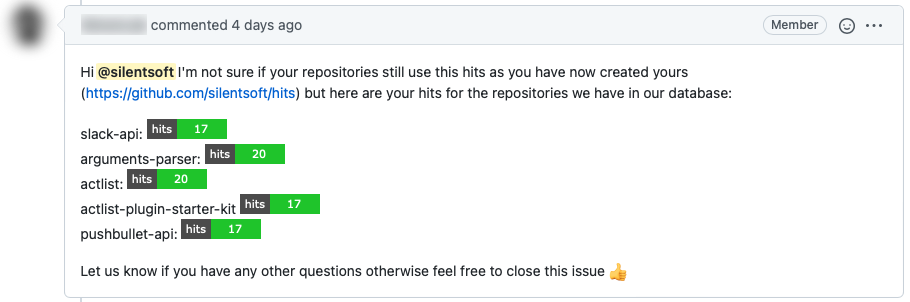 commented 4 days ago Member
Hi @silentsoft I'm not sure if your repositories still use this hits as you have now created yours
(https://github.com/silentsoft/hits) but here are your hits for the repositories we have in our database:
slack-api: hits 17
arguments-parser: hits 20
actlist: hits 20
actlist-plugin-starter-kit hits 17
pushbullet-api: hits 17
Let us know if you have any other questions otherwise feel free to close this issue 👍